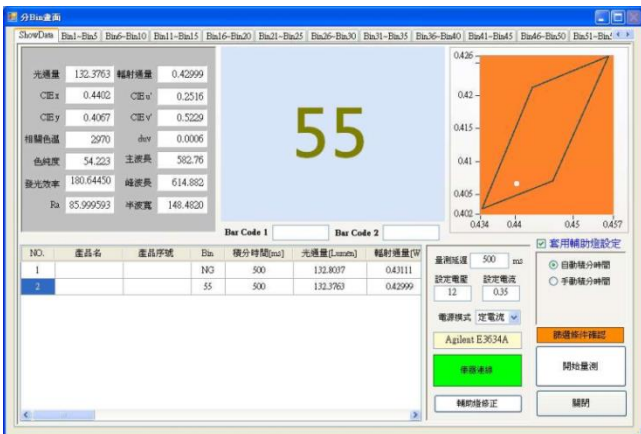 分Bin畫面
ShowData Bin1~Bin5 Bin6~Bin10 Bin11~Bin15 Bin16~Bin20 Bin21~Bin25 Bin26~Bin30 Bin31~Bin35 Bin36~Bin40 Bin41~Bin45 Bin46~Bin50 Bin51~Bin5
光通量 132.3763 輻射通量 0.42999
CIE x 0.4402 CIE u' 0.2516
CIE y 0.4067 CIE v' 0.5229
相關色溫 2970 duv 0.0006
色純度 54.223 主波長 582.76
發光效率 180.64450 峰波長 614.882
Ra 85.999593 半波寬 148.4820
55
0.426
0.42
0.415
0.41
0.405
0.402
0.434 0.44 0.45 0.457
Bar Code 1 Bar Code 2
NO. 產品名 產品序號 Bin 積分時間[ms] 光通量[Lumen] 輻射通量[W
1 NG 500 132.8037 0.43111
2 55 500 132.3763 0.42999
量測延遲 500 ms
設定電壓 設定電流
12 0.35
電源模式 定電流
Agilent E3634A
儀器連線
輔助燈修正
套用輔助燈設定
自動積分時間
手動積分時間
篩選條件確認
開始量測
關閉